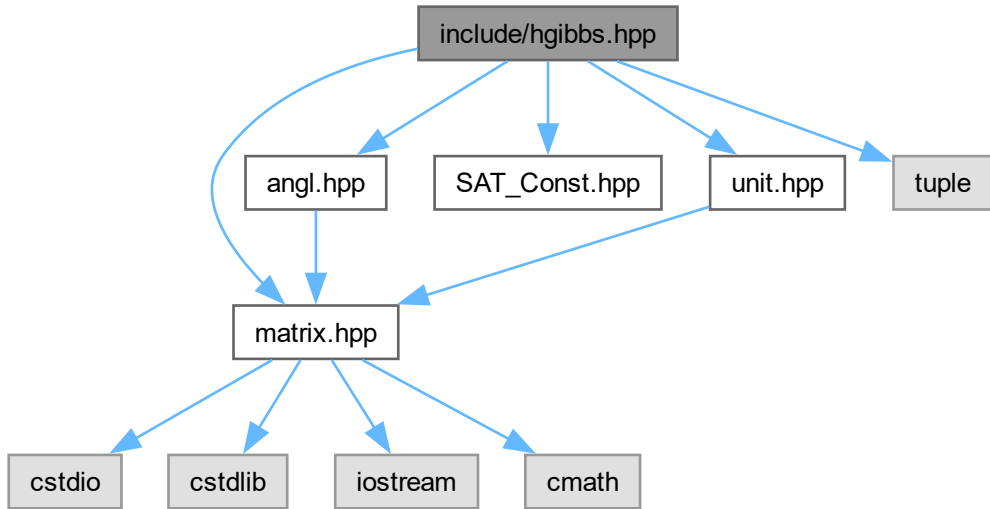 include/hgibbs.hpp
angl.hpp
SAT_Const.hpp
unit.hpp
tuple
matrix.hpp
cstdio
cstdlib
iostream
cmath